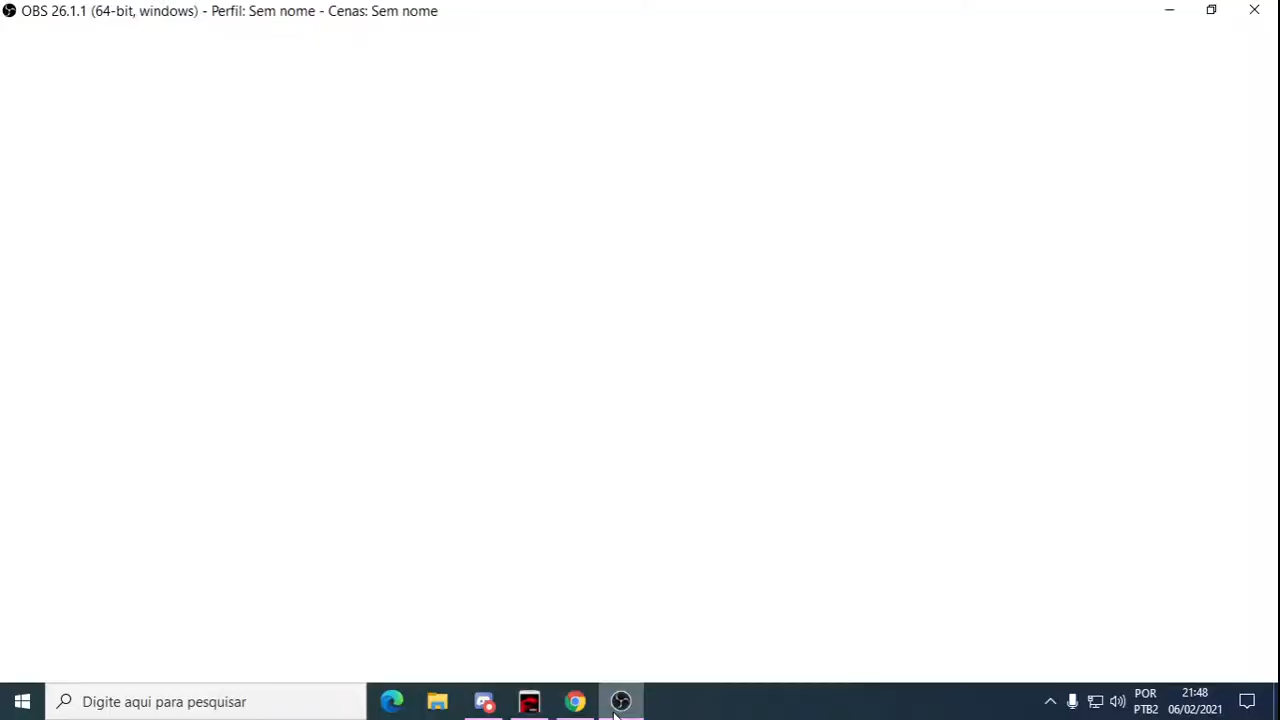 OBS 26.1.1 (64-bit, windows) - Perfil: Sem nome - Cenas: Sem nome
Digite aqui para pesquisar
POR
PTB2
21:48
06/02/2021